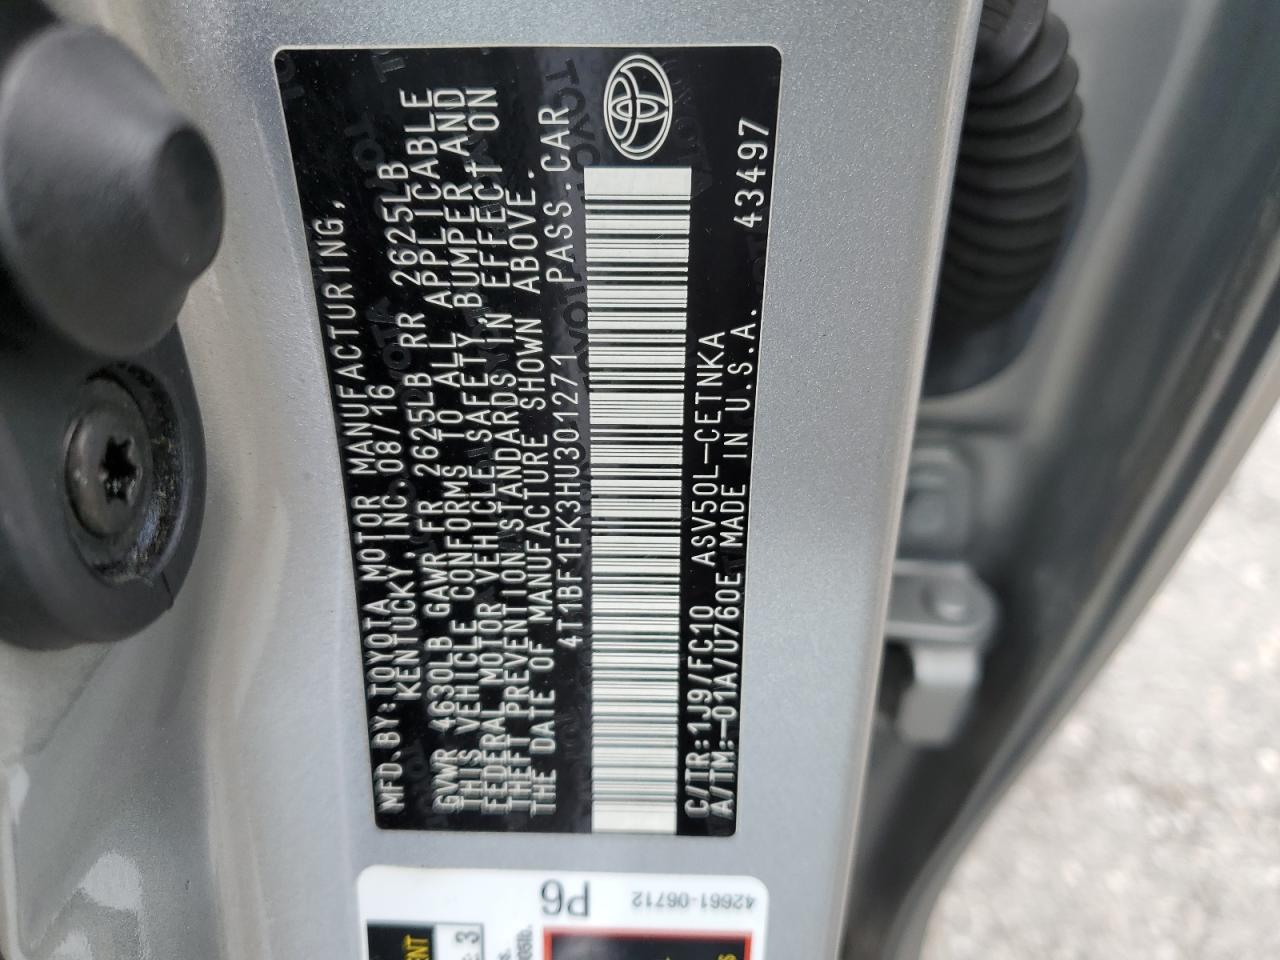 MFD.BY:TOYOTA MOTOR MANUFACTURING,
KENTUCKY, INC. 08/16
GVWR 4630LB GAWR FR 2625LB RR 2625LB
THIS VEHICLE CONFORMS TO ALL APPLICABLE
FEDERAL MOTOR VEHICLE SAFETY, BUMPER, AND
THEFT PREVENTION STANDARDS IN EFFECT ON
THE DATE OF MANUFACTURE SHOWN ABOVE.
4T1BF1FK3HU301271 PASS.CAR
C/TR:1J9/FC10 ASV50L-CETNKA
A/TM:-01A/U760E MADE IN U.S.A. 43497
42661-06712
P6
3